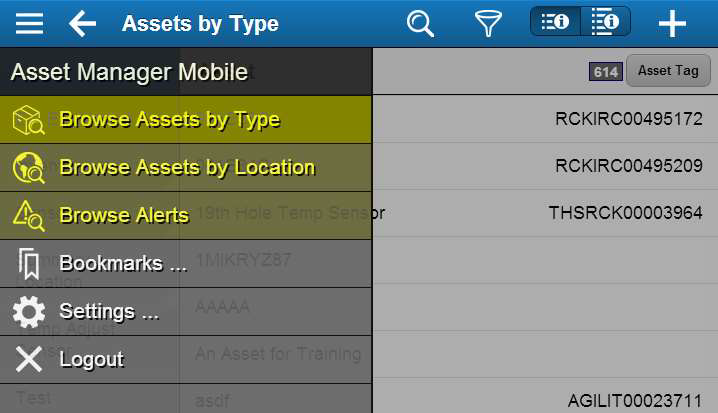 Assets by Type
Asset Manager Mobile
614 Asset Tag
Browse Assets by Type
RCKIRC00495172
Browse Assets by Location
RCKIRC00495209
Browse Alerts
19th Hole Temp Sensor
THSRCK00003964
Bookmarks ...
1MIKRYZ87
Location
Settings ...
AAAAA
Temp Adjust
Logout
An Asset for Training
Test
asdf
AGILIT00023711